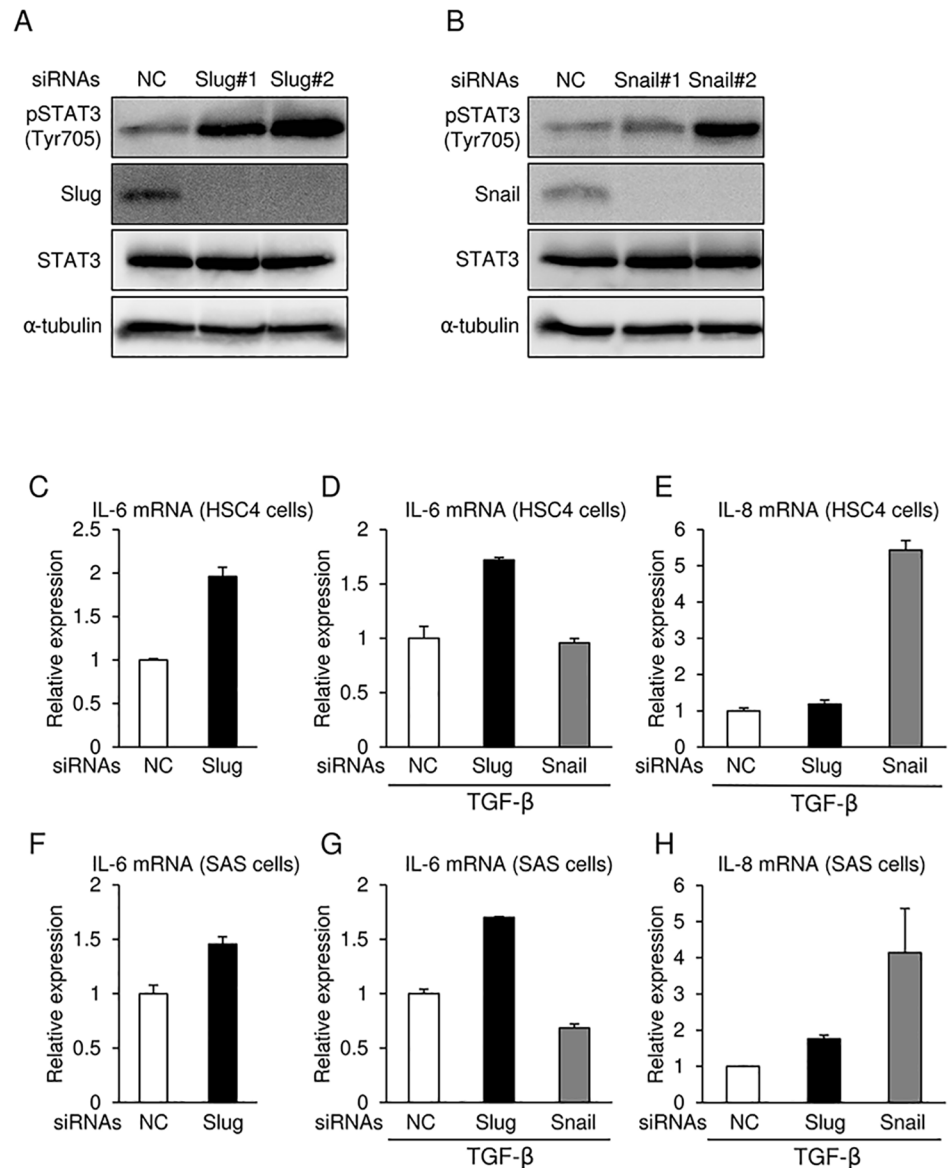 A
siRNAs NC Slug#1 Slug#2
pSTAT3
(Tyr705)
Slug
STAT3
α-tubulin
B
siRNAs NC Snail#1 Snail#2
pSTAT3
(Tyr705)
Snail
STAT3
α-tubulin
C
IL-6 mRNA (HSC4 cells)
Relative expression
2.5
2
1.5
1
0.5
0
siRNAs NC Slug
D
IL-6 mRNA (HSC4 cells)
Relative expression
2
1.5
1
0.5
0
siRNAs NC Slug Snail
TGF-β
E
IL-8 mRNA (HSC4 cells)
Relative expression
6
5
4
3
2
1
0
siRNAs NC Slug Snail
TGF-β
F
IL-6 mRNA (SAS cells)
Relative expression
2
1.5
1
0.5
0
siRNAs NC Slug
G
IL-6 mRNA (SAS cells)
Relative expression
2
1.5
1
0.5
0
siRNAs NC Slug Snail
TGF-β
H
IL-8 mRNA (SAS cells)
Relative expression
6
5
4
3
2
1
0
siRNAs NC Slug Snail
TGF-β